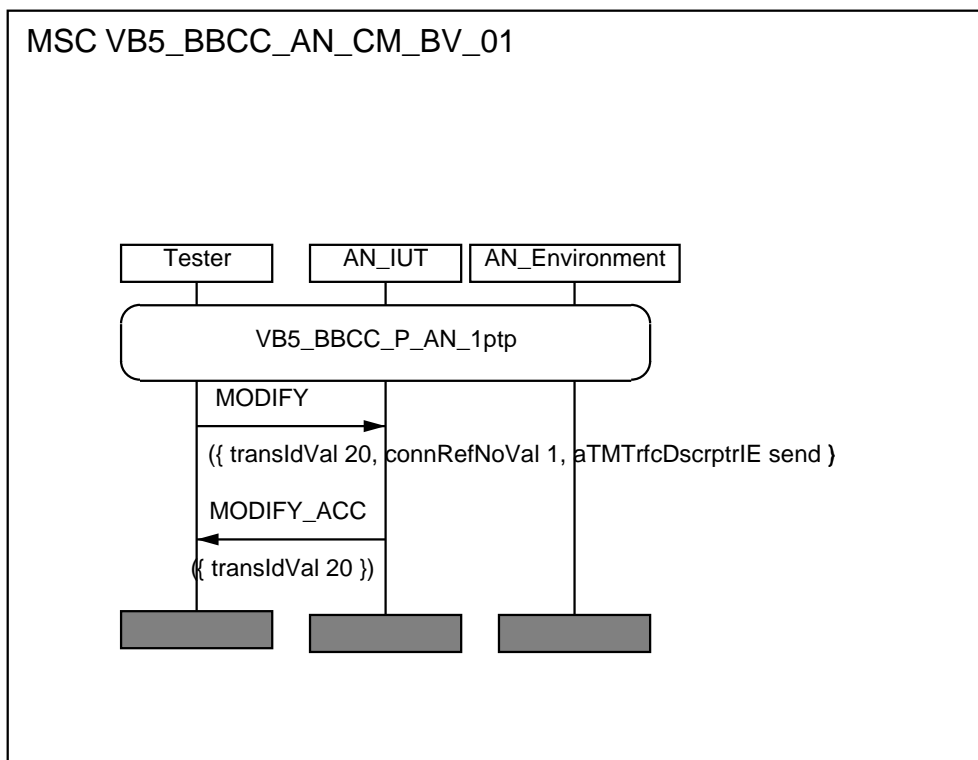 MSC VB5_BBCC_AN_CM_BV_01
Tester AN_IUT AN_Environment
VB5_BBCC_P_AN_1ptp
MODIFY
({ transIdVal 20, connRefNoVal 1, aTMTrfcDscrptrIE send }
MODIFY_ACC
({ transIdVal 20 })